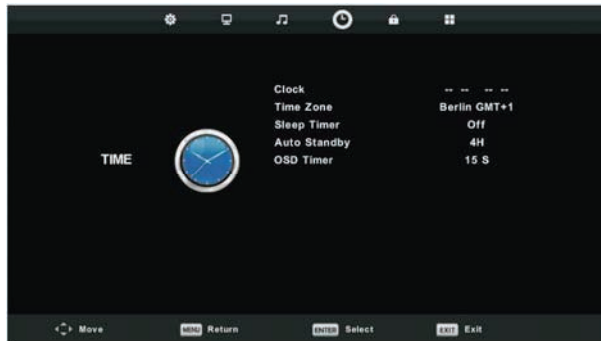 Clock -- -- -- --
Time Zone Berlin GMT+1
Sleep Timer Off
Auto Standby 4H
TIME
OSD Timer 15 S
Move MENU Return ENTER Select EXIT Exit